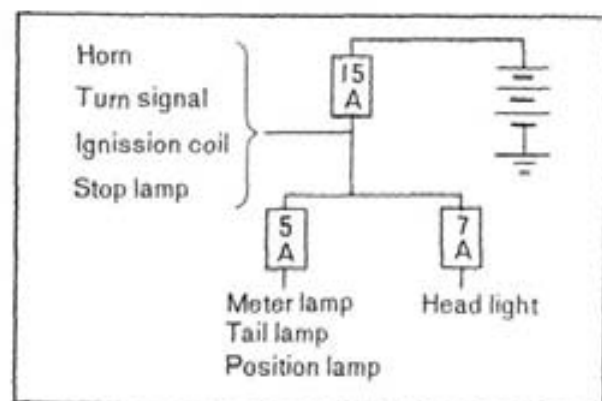 Horn
Turn signal
Ignission coil
Stop lamp
15
A
5
A
7
A
Meter lamp
Tail lamp
Position lamp
Head light